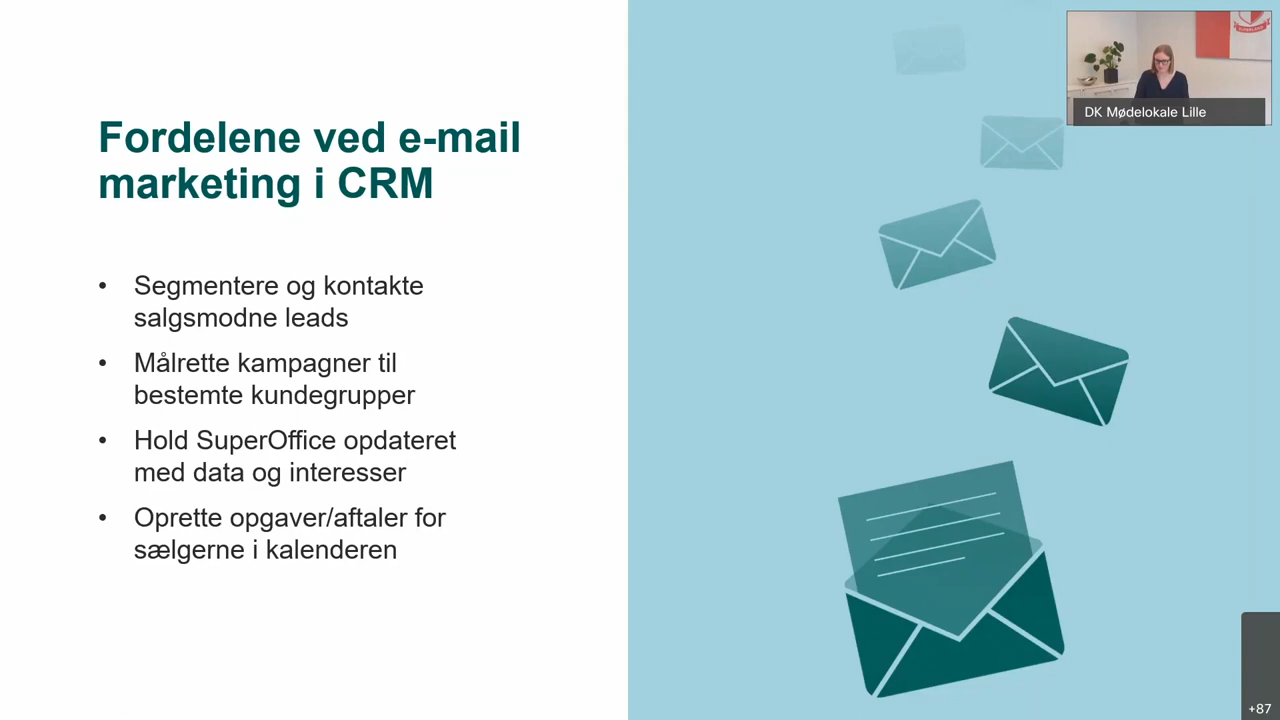 Fordelene ved e-mail
marketing i CRM
• Segmentere og kontakte
salgsmodne leads
• Målrette kampagner til
bestemte kundegrupper
• Hold SuperOffice opdateret
med data og interesser
• Oprette opgaver/aftaler for
sælgerne i kalenderen
DK Mødelokale Lille
+87